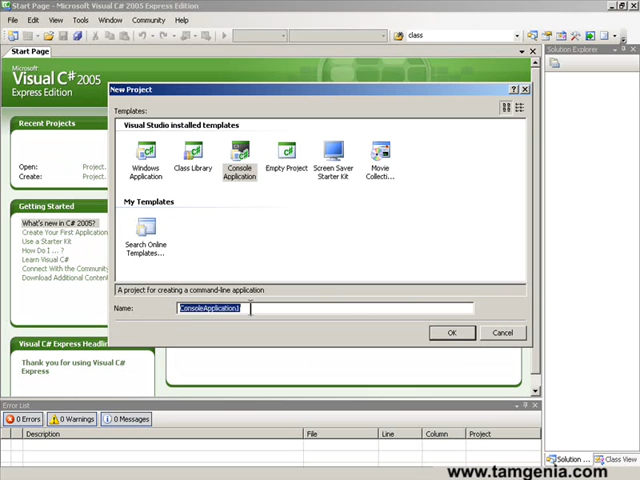 Start Page - Microsoft Visual C# 2005 Express Edition
File Edit View Tools Window Community Help
class
Start Page
Solution Explorer
Microsoft
Visual C# 2005
Express Edition
New Project
Templates:
Visual Studio installed templates
Windows Application
Class Library
Console Application
Empty Project
Screen Saver Starter Kit
Movie Collecti...
My Templates
Search Online Templates...
A project for creating a command-line application
Name:
ConsoleApplication1
OK
Cancel
Recent Projects
Open: Project.
Create: Project.
Getting Started
What's new in C# 2005?
Create Your First Application
Use a Starter Kit
How Do I ... ?
Learn Visual C#
Connect With the Community
Download Additional Conten
Visual C# Express Headlin
Thank you for using Visual C#
Express
Error List
0 Errors
0 Warnings
0 Messages
Description File Line Column Project
Solution ...
Class View
www.tamgenia.com